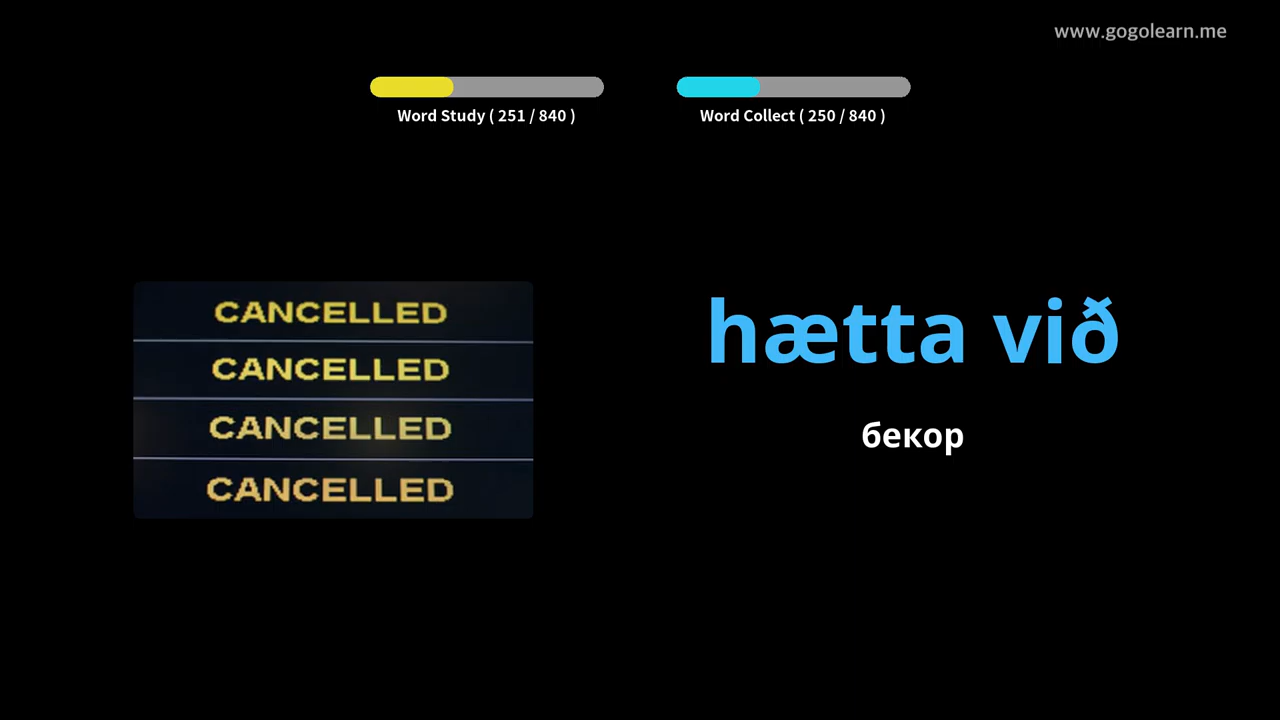 www.gogolearn.me
Word Study ( 251 / 840 )
Word Collect ( 250 / 840 )
CANCELLED
CANCELLED
CANCELLED
CANCELLED
hætta við
бекор